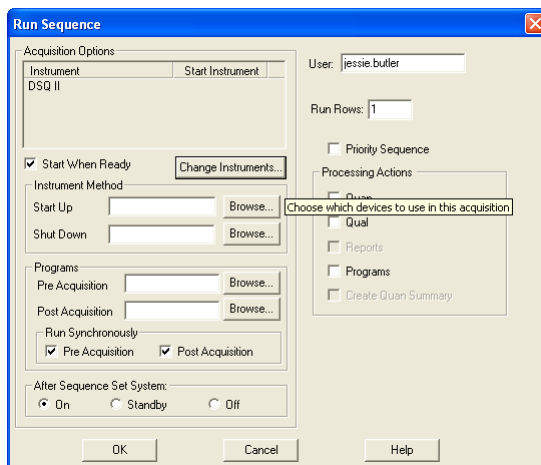 Run Sequence
Acquisition Options
Instrument Start Instrument
DSQ II
User: jessie.butler
Run Rows: 1
Priority Sequence
Start When Ready Change Instruments...
Processing Actions
Instrument Method
Start Up Browse...
Choose which devices to use in this acquisition
Quan
Qual
Shut Down Browse...
Reports
Programs
Programs
Pre Acquisition Browse...
Create Quan Summary
Post Acquisition Browse...
Run Synchronously
Pre Acquisition Post Acquisition
After Sequence Set System:
On Standby Off
OK Cancel Help